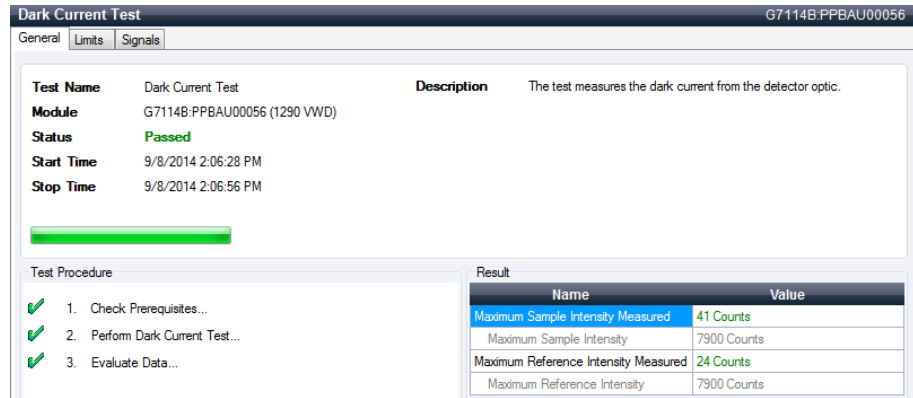 Dark Current Test G7114B:PPBAU00056
General Limits Signals
Test Name Dark Current Test Description The test measures the dark current from the detector optic.
Module G7114B:PPBAU00056 (1290 VWD)
Status Passed
Start Time 9/8/2014 2:06:28 PM
Stop Time 9/8/2014 2:06:56 PM
Test Procedure
1. Check Prerequisites...
2. Perform Dark Current Test...
3. Evaluate Data...
Result
Name Value
Maximum Sample Intensity Measured 41 Counts
Maximum Sample Intensity 7900 Counts
Maximum Reference Intensity Measured 24 Counts
Maximum Reference Intensity 7900 Counts